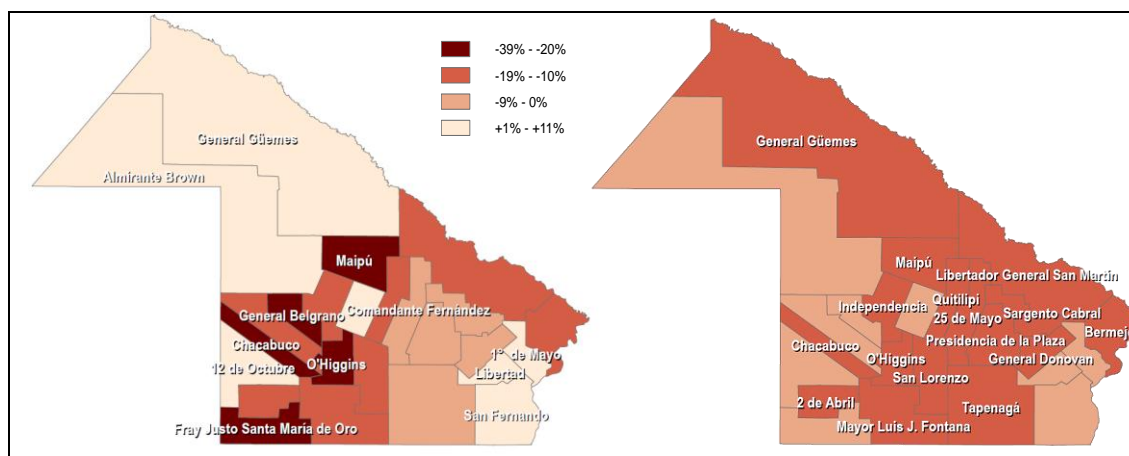 -39% - -20%
-19% - -10%
-9% - 0%
+1% - +11%
General Güemes
Almirante Brown
Maipú
General Belgrano
Comandante Fernández
Chacabuco
O'Higgins
1° de Mayo
12 de Octubre
Libertad
San Fernando
Fray Justo Santa María de Oro
General Güemes
Maipú
Libertador General San Martín
Independencia
Quitilipi
25 de Mayo
Sargento Cabral
Bermejo
Chacabuco
Presidencia de la Plaza
O'Higgins
General Donovan
San Lorenzo
2 de Abril
Tapenagá
Mayor Luis J. Fontana